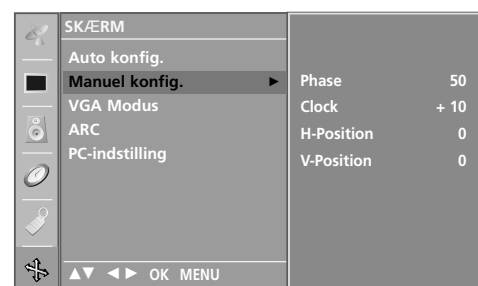 SKÆRM
Auto konfig.
Manuel konfig. ►
VGA Modus
ARC
PC-indstilling
▲▼ ◄► OK MENU
Phase 50
Clock + 10
H-Position 0
V-Position 0